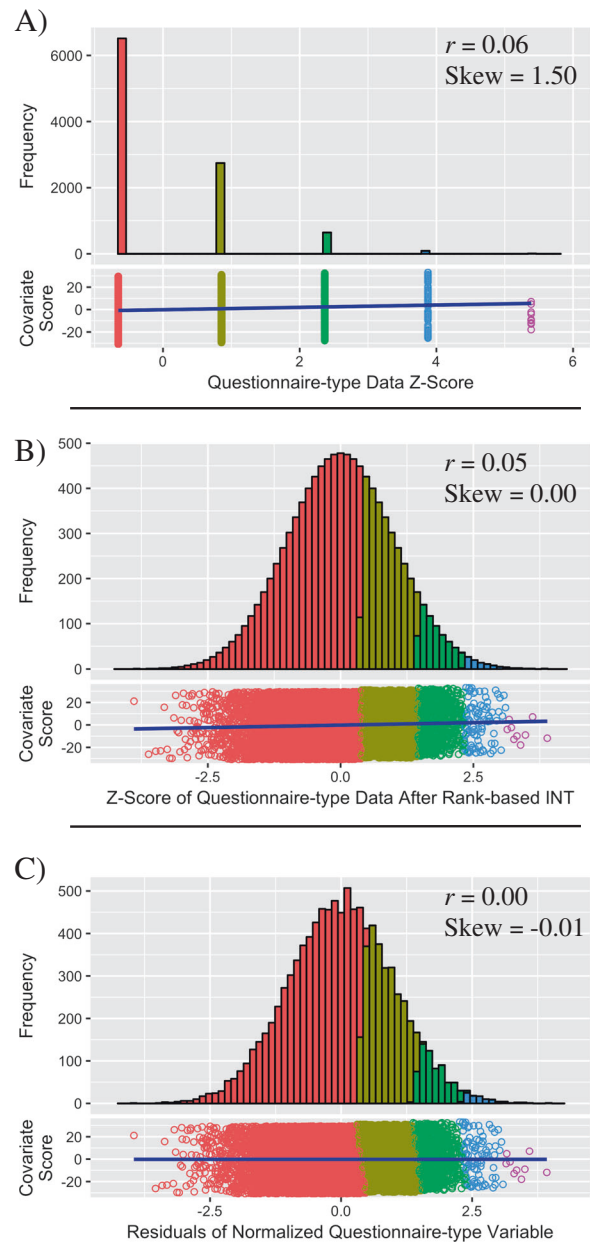 A)
r = 0.06
Skew = 1.50
6000
4000
2000
0
Frequency
20
0
-20
Covariate
Score
0 2 4 6
Questionnaire-type Data Z-Score
B)
r = 0.05
Skew = 0.00
500
400
300
200
100
0
Frequency
20
0
-20
Covariate
Score
-2.5 0.0 2.5
Z-Score of Questionnaire-type Data After Rank-based INT
C)
r = 0.00
Skew = -0.01
500
400
300
200
100
0
Frequency
20
0
-20
Covariate
Score
-2.5 0.0 2.5
Residuals of Normalized Questionnaire-type Variable